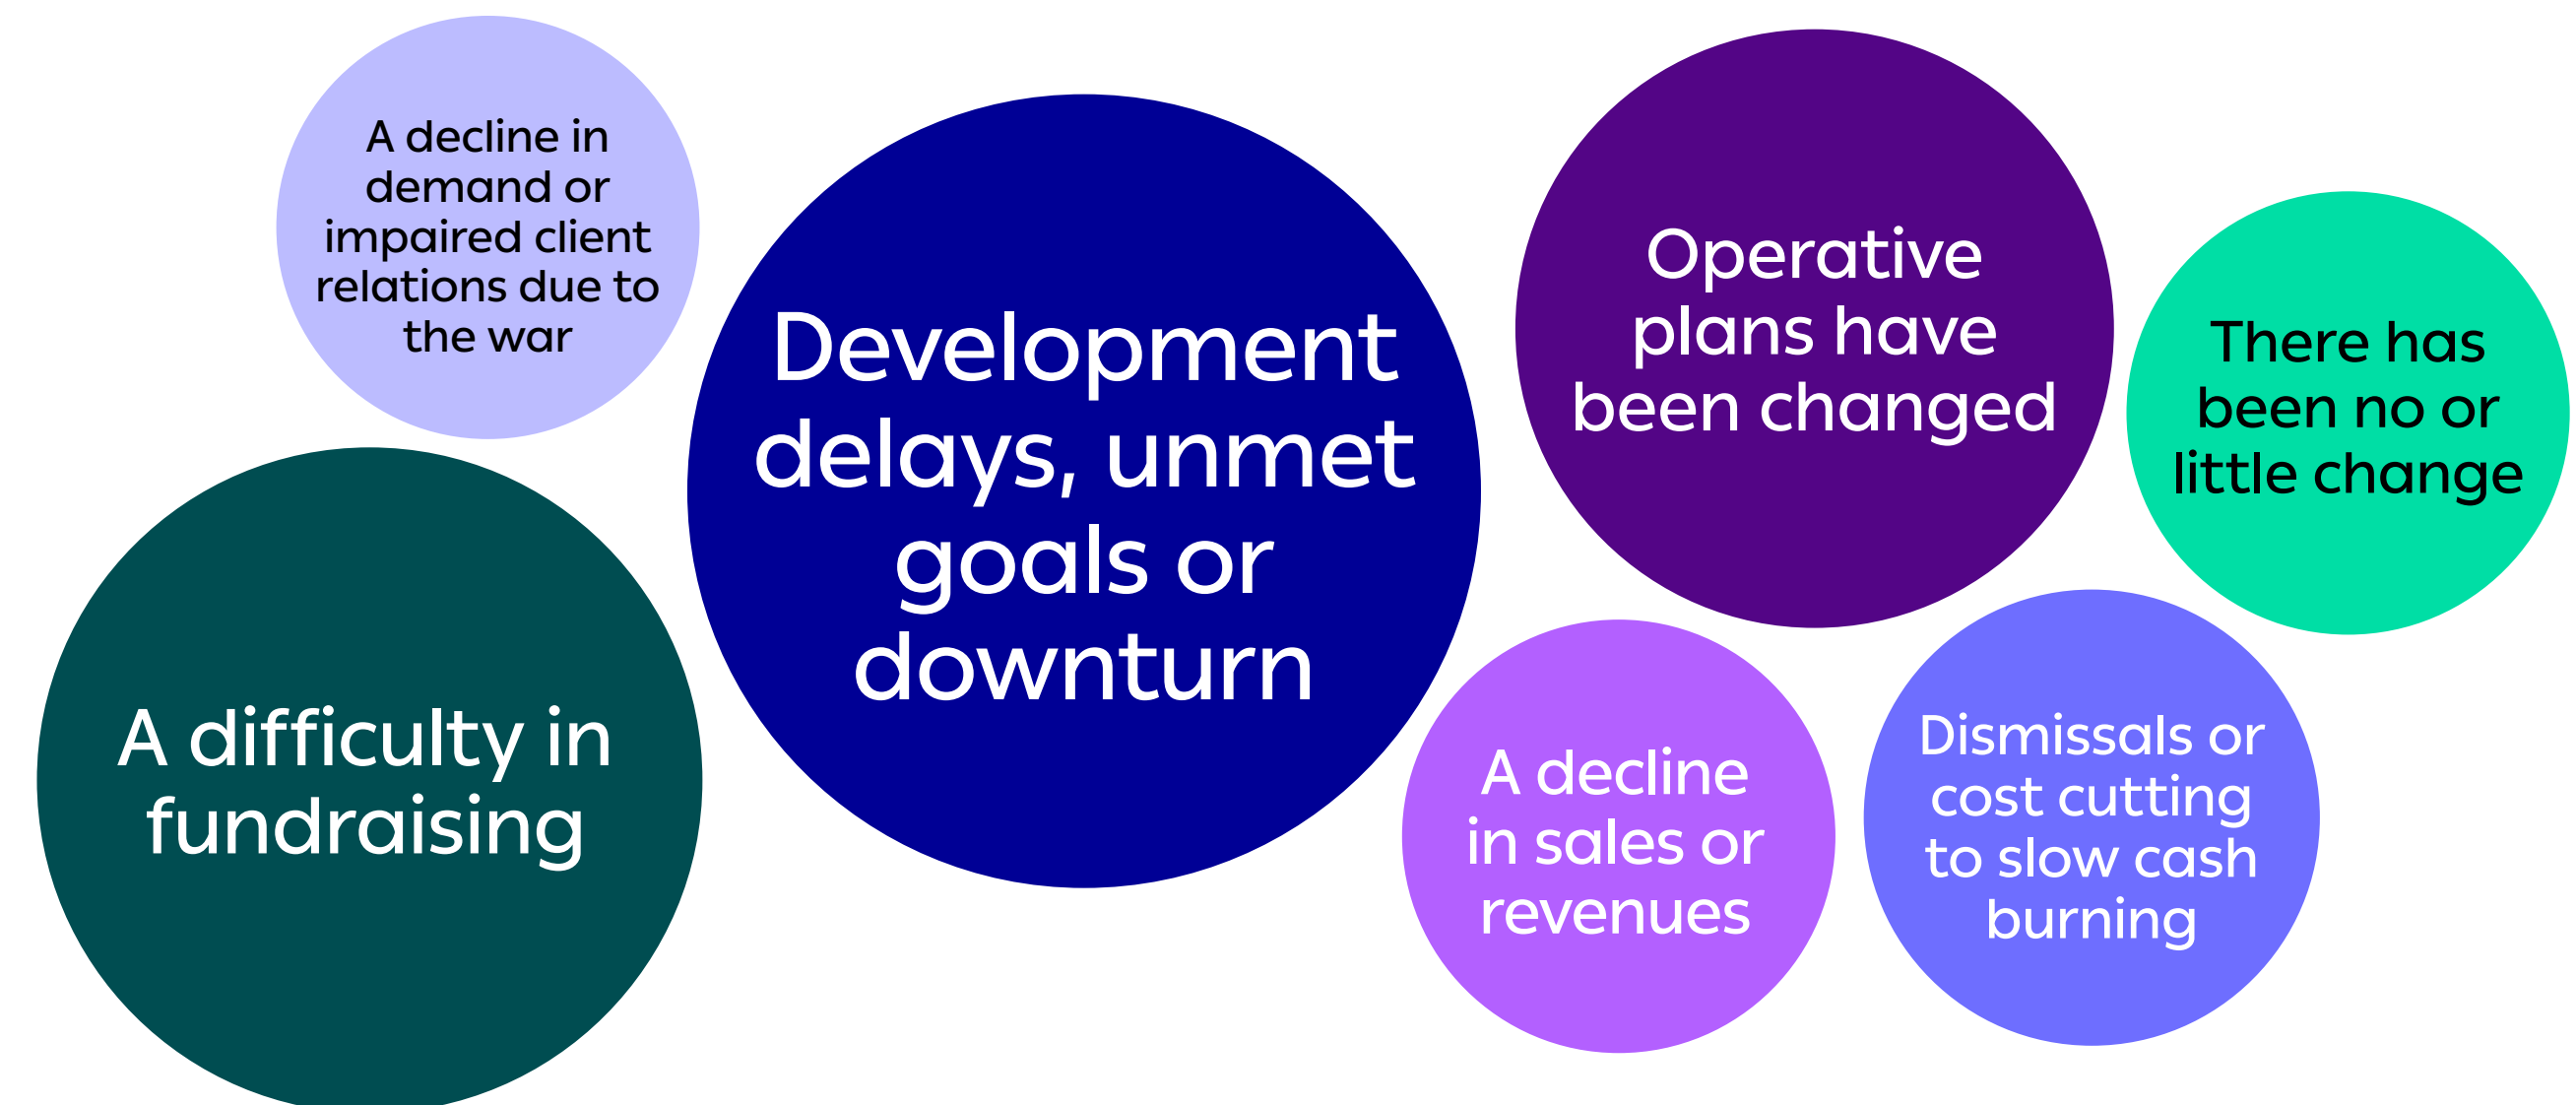 A decline in
demand or
impaired client
relations due to
the war
Development
delays, unmet
goals or
downturn
Operative
plans have
been changed
There has
been no or
little change
A difficulty in
fundraising
A decline
in sales or
revenues
Dismissals or
cost cutting
to slow cash
burning